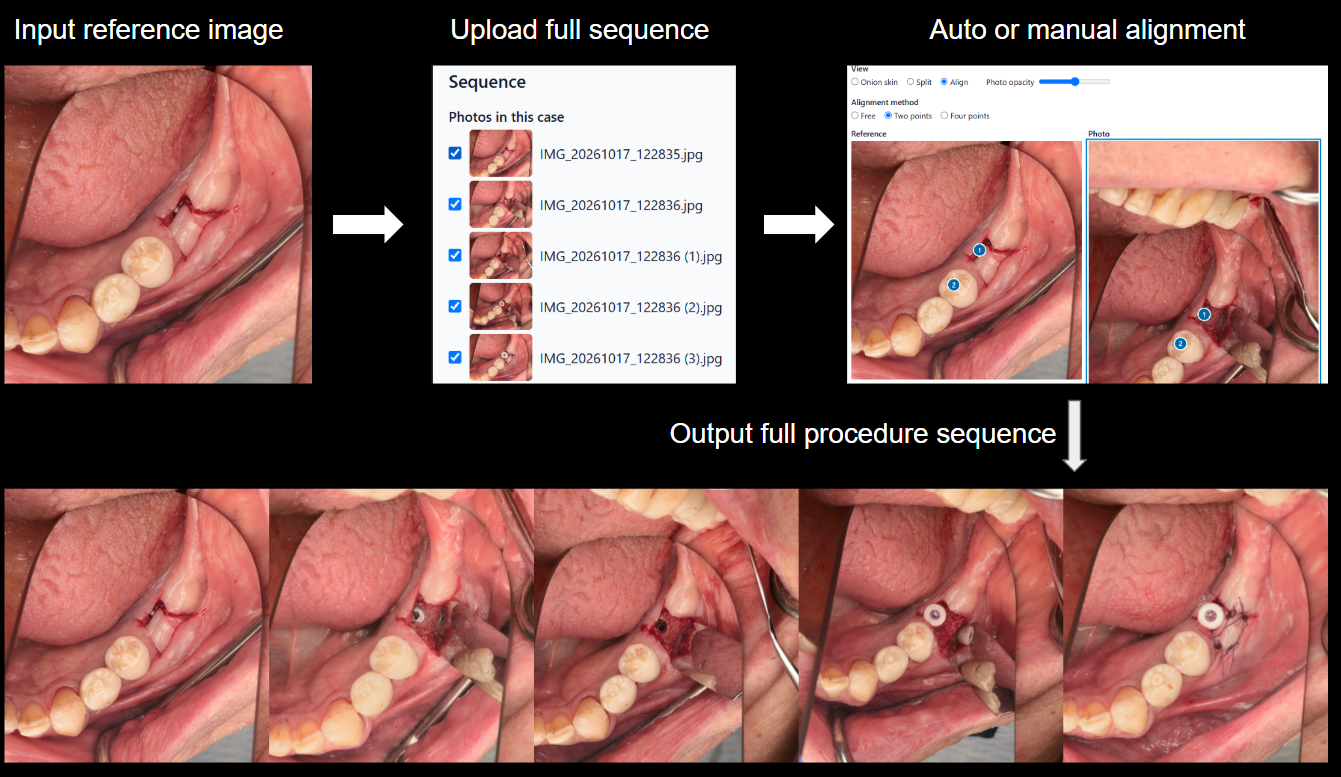 Input reference image
Upload full sequence
Auto or manual alignment
Sequence
Photos in this case
IMG_20261017_122835.jpg
IMG_20261017_122836.jpg
IMG_20261017_122836 (1).jpg
IMG_20261017_122836 (2).jpg
IMG_20261017_122836 (3).jpg
View
Onion skin Split Align Photo opacity
Alignment method
Free Two points Four points
Reference Photo
1
2
1
2
Output full procedure sequence